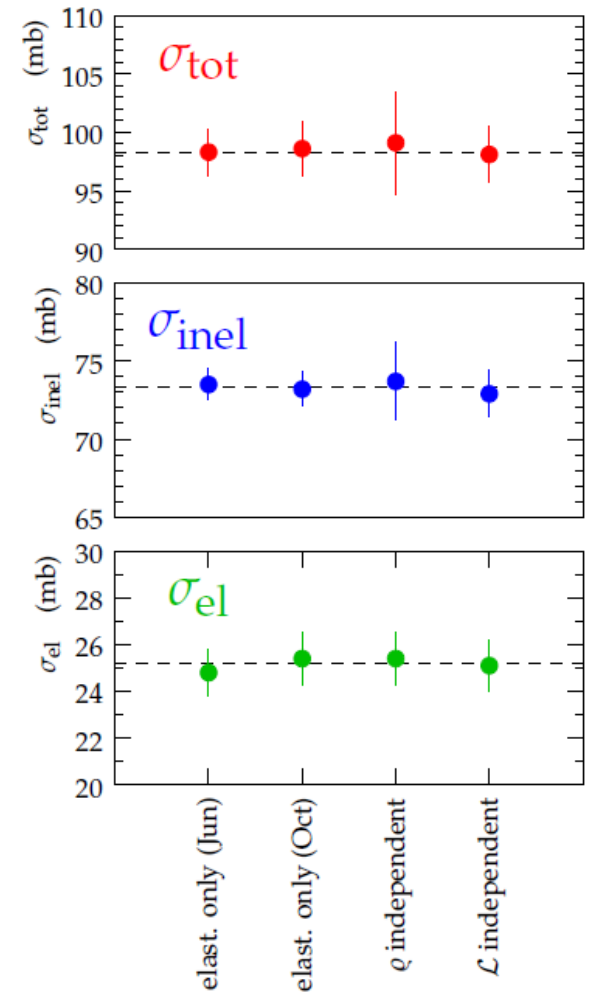 110
105
100
95
90
σtot (mb)
σtot
80
75
70
65
σinel (mb)
σinel
30
28
26
24
22
20
σel (mb)
σel
elast. only (Jun)
elast. only (Oct)
ϱ independent
ℒ independent